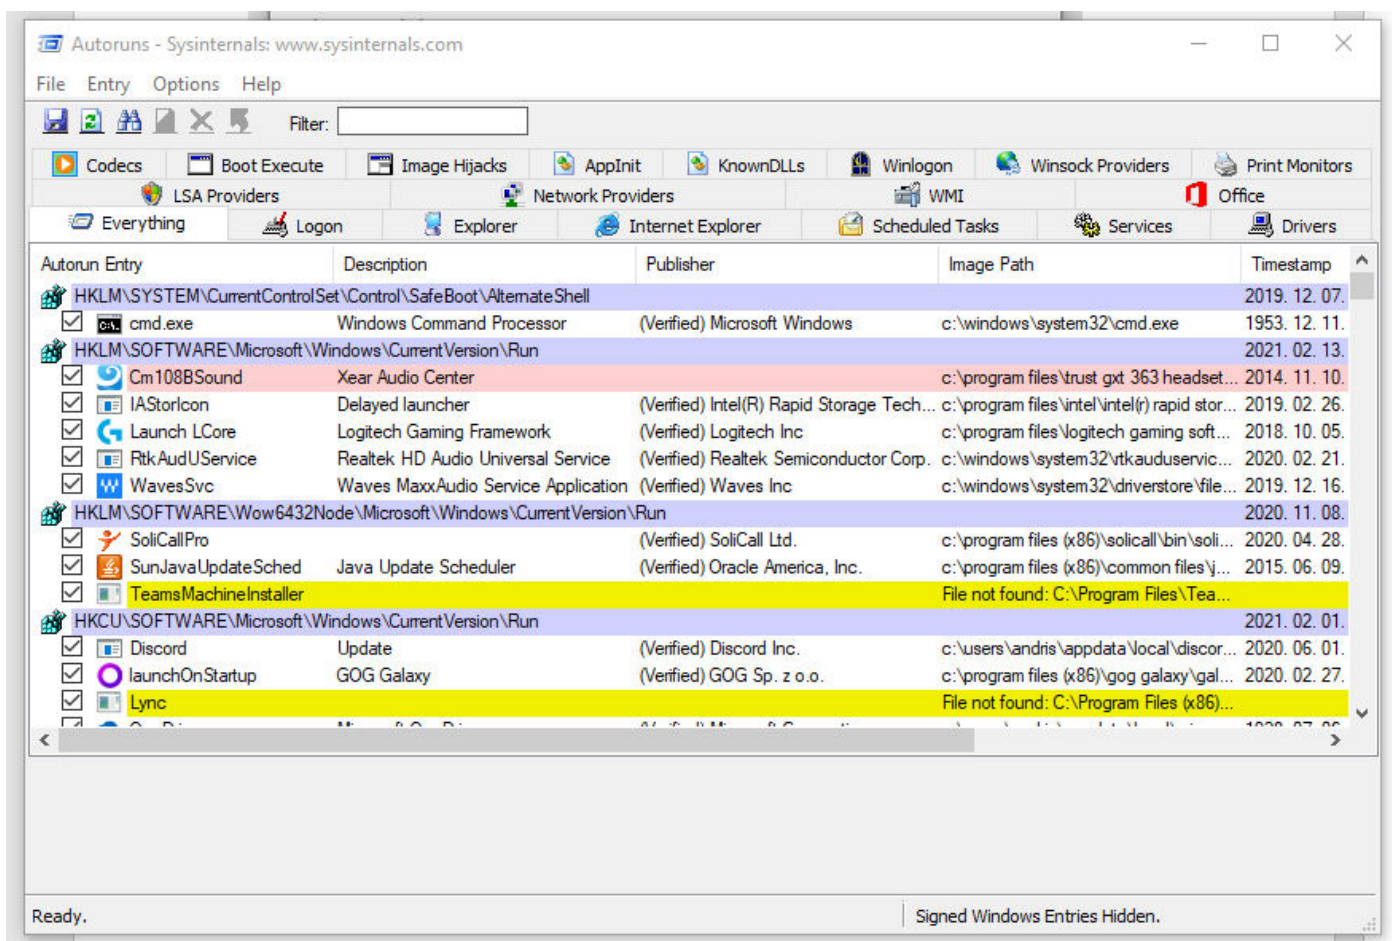 Autoruns - Sysinternals: www.sysinternals.com
File Entry Options Help
Filter:
Codecs Boot Execute Image Hijacks AppInit KnownDLLs Winlogon Winsock Providers Print Monitors
LSA Providers Network Providers WMI Office
Everything Logon Explorer Internet Explorer Scheduled Tasks Services Drivers
Autorun Entry Description Publisher Image Path Timestamp
HKLM\SYSTEM\CurrentControlSet\Control\SafeBoot\AlternateShell 2019. 12. 07.
cmd.exe Windows Command Processor (Verified) Microsoft Windows c:\windows\system32\cmd.exe 1953. 12. 11.
HKLM\SOFTWARE\Microsoft\Windows\CurrentVersion\Run 2021. 02. 13.
Cm108BSound Xear Audio Center c:\program files\trust gxt 363 headset... 2014. 11. 10.
IAStorIcon Delayed launcher (Verified) Intel(R) Rapid Storage Tech... c:\program files\intel\intel(r) rapid stor... 2019. 02. 26.
Launch LCore Logitech Gaming Framework (Verified) Logitech Inc c:\program files\logitech gaming soft... 2018. 10. 05.
RtkAudUService Realtek HD Audio Universal Service (Verified) Realtek Semiconductor Corp. c:\windows\system32\rtkauduservic... 2020. 02. 21.
WavesSvc Waves MaxxAudio Service Application (Verified) Waves Inc c:\windows\system32\driverstore\file... 2019. 12. 16.
HKLM\SOFTWARE\Wow6432Node\Microsoft\Windows\CurrentVersion\Run 2020. 11. 08.
SoliCallPro (Verified) SoliCall Ltd. c:\program files (x86)\solicall\bin\soli... 2020. 04. 28.
SunJavaUpdateSched Java Update Scheduler (Verified) Oracle America, Inc. c:\program files (x86)\common files\j... 2015. 06. 09.
TeamsMachineInstaller File not found: C:\Program Files\Tea...
HKCU\SOFTWARE\Microsoft\Windows\CurrentVersion\Run 2021. 02. 01.
Discord Update (Verified) Discord Inc. c:\users\andris\appdata\local\discor... 2020. 06. 01.
launchOnStartup GOG Galaxy (Verified) GOG Sp. z o.o. c:\program files (x86)\gog galaxy\gal... 2020. 02. 27.
Lync File not found: C:\Program Files (x86)...
Ready. Signed Windows Entries Hidden.